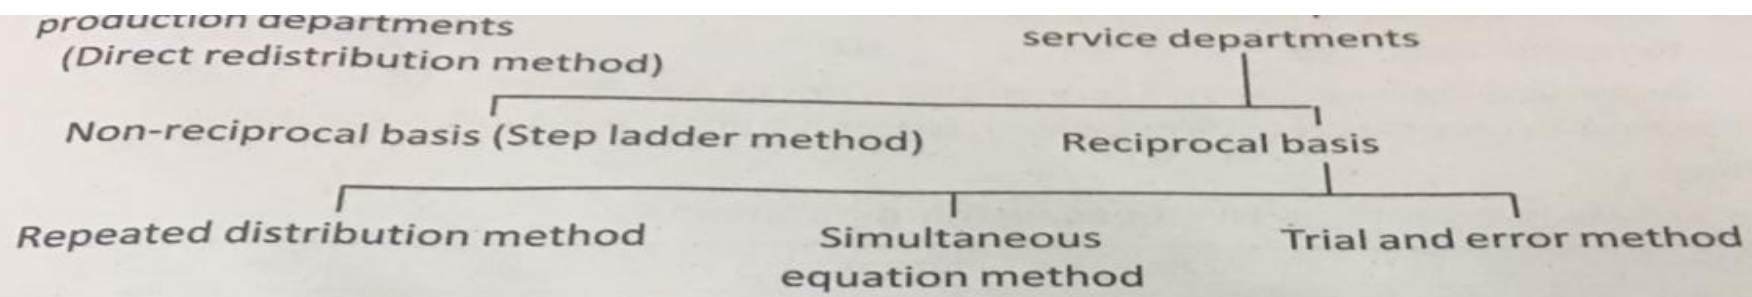 production departments
(Direct redistribution method)
service departments
Non-reciprocal basis (Step ladder method)
Reciprocal basis
Repeated distribution method
Simultaneous
equation method
Trial and error method